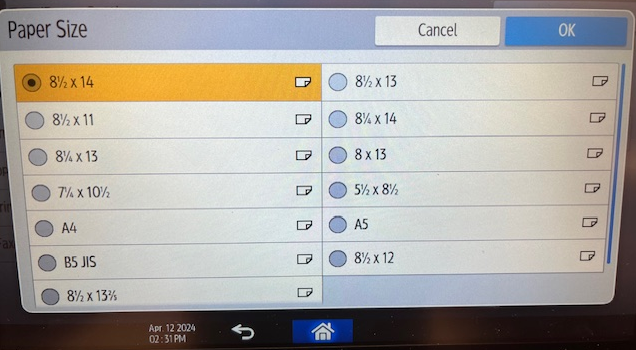 Paper Size
Cancel
OK
8½ x 14
8½ x 13
8½ x 11
8¼ x 14
8¼ x 13
8 x 13
7¼ x 10½
5½ x 8½
A4
A5
B5 JIS
8½ x 12
8½ x 13⅖
Apr. 12 2024
02:31PM